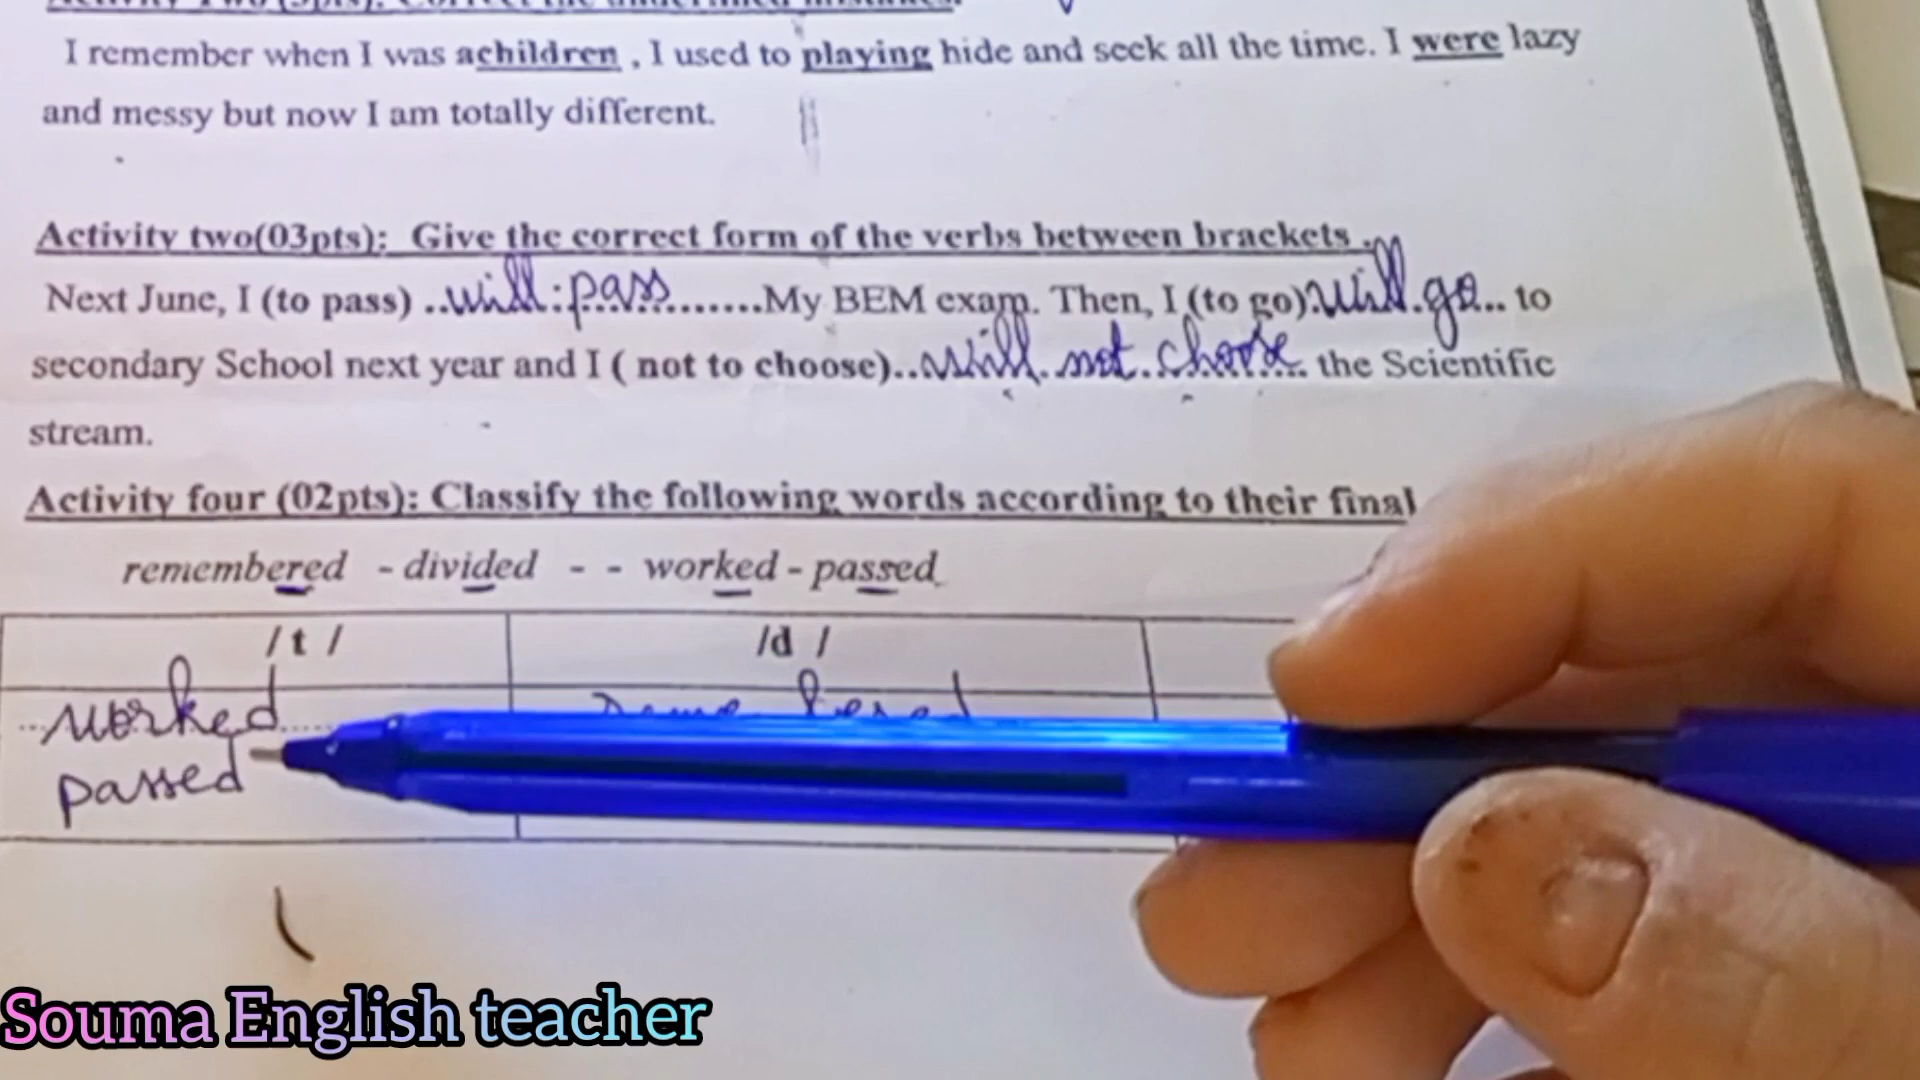 I remember when I was achildren , I used to playing hide and seek all the time. I were lazy
and messy but now I am totally different.
Activity two(03pts): Give the correct form of the verbs between brackets .
Next June, I (to pass) ..will pass.......My BEM exam. Then, I (to go).will go... to
secondary School next year and I ( not to choose)..will not choose the Scientific
stream.
Activity four (02pts): Classify the following words according to their final
remembered - divided - - worked - passed
/ t / /d /
worked
passed
Souma English teacher